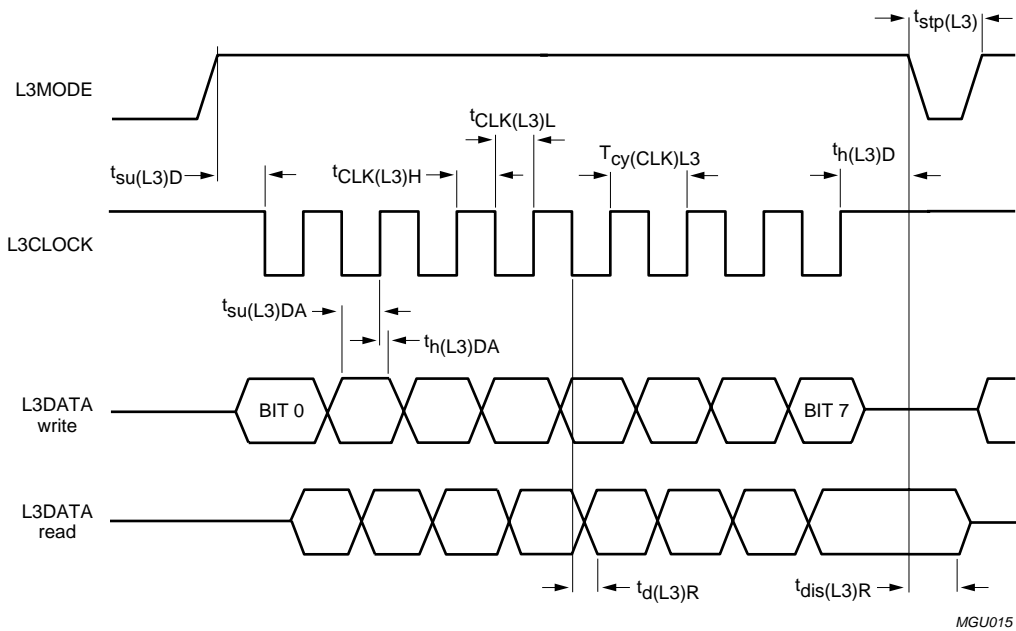 tstp(L3)
L3MODE
tCLK(L3)L
tsu(L3)D
tCLK(L3)H
Tcy(CLK)L3
th(L3)D
L3CLOCK
tsu(L3)DA
th(L3)DA
L3DATA
write
BIT 0
BIT 7
L3DATA
read
td(L3)R
tdis(L3)R
MGU015